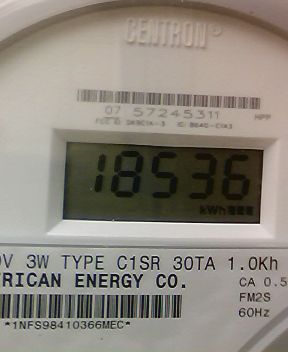 CENTRON®
07 57245311
HPP
18536
kWh
V 3W TYPE C1SR 30TA 1.0Kh
RICAN ENERGY CO.
CA 0.5
FM2S
60Hz
*1NFS98410366MEC*